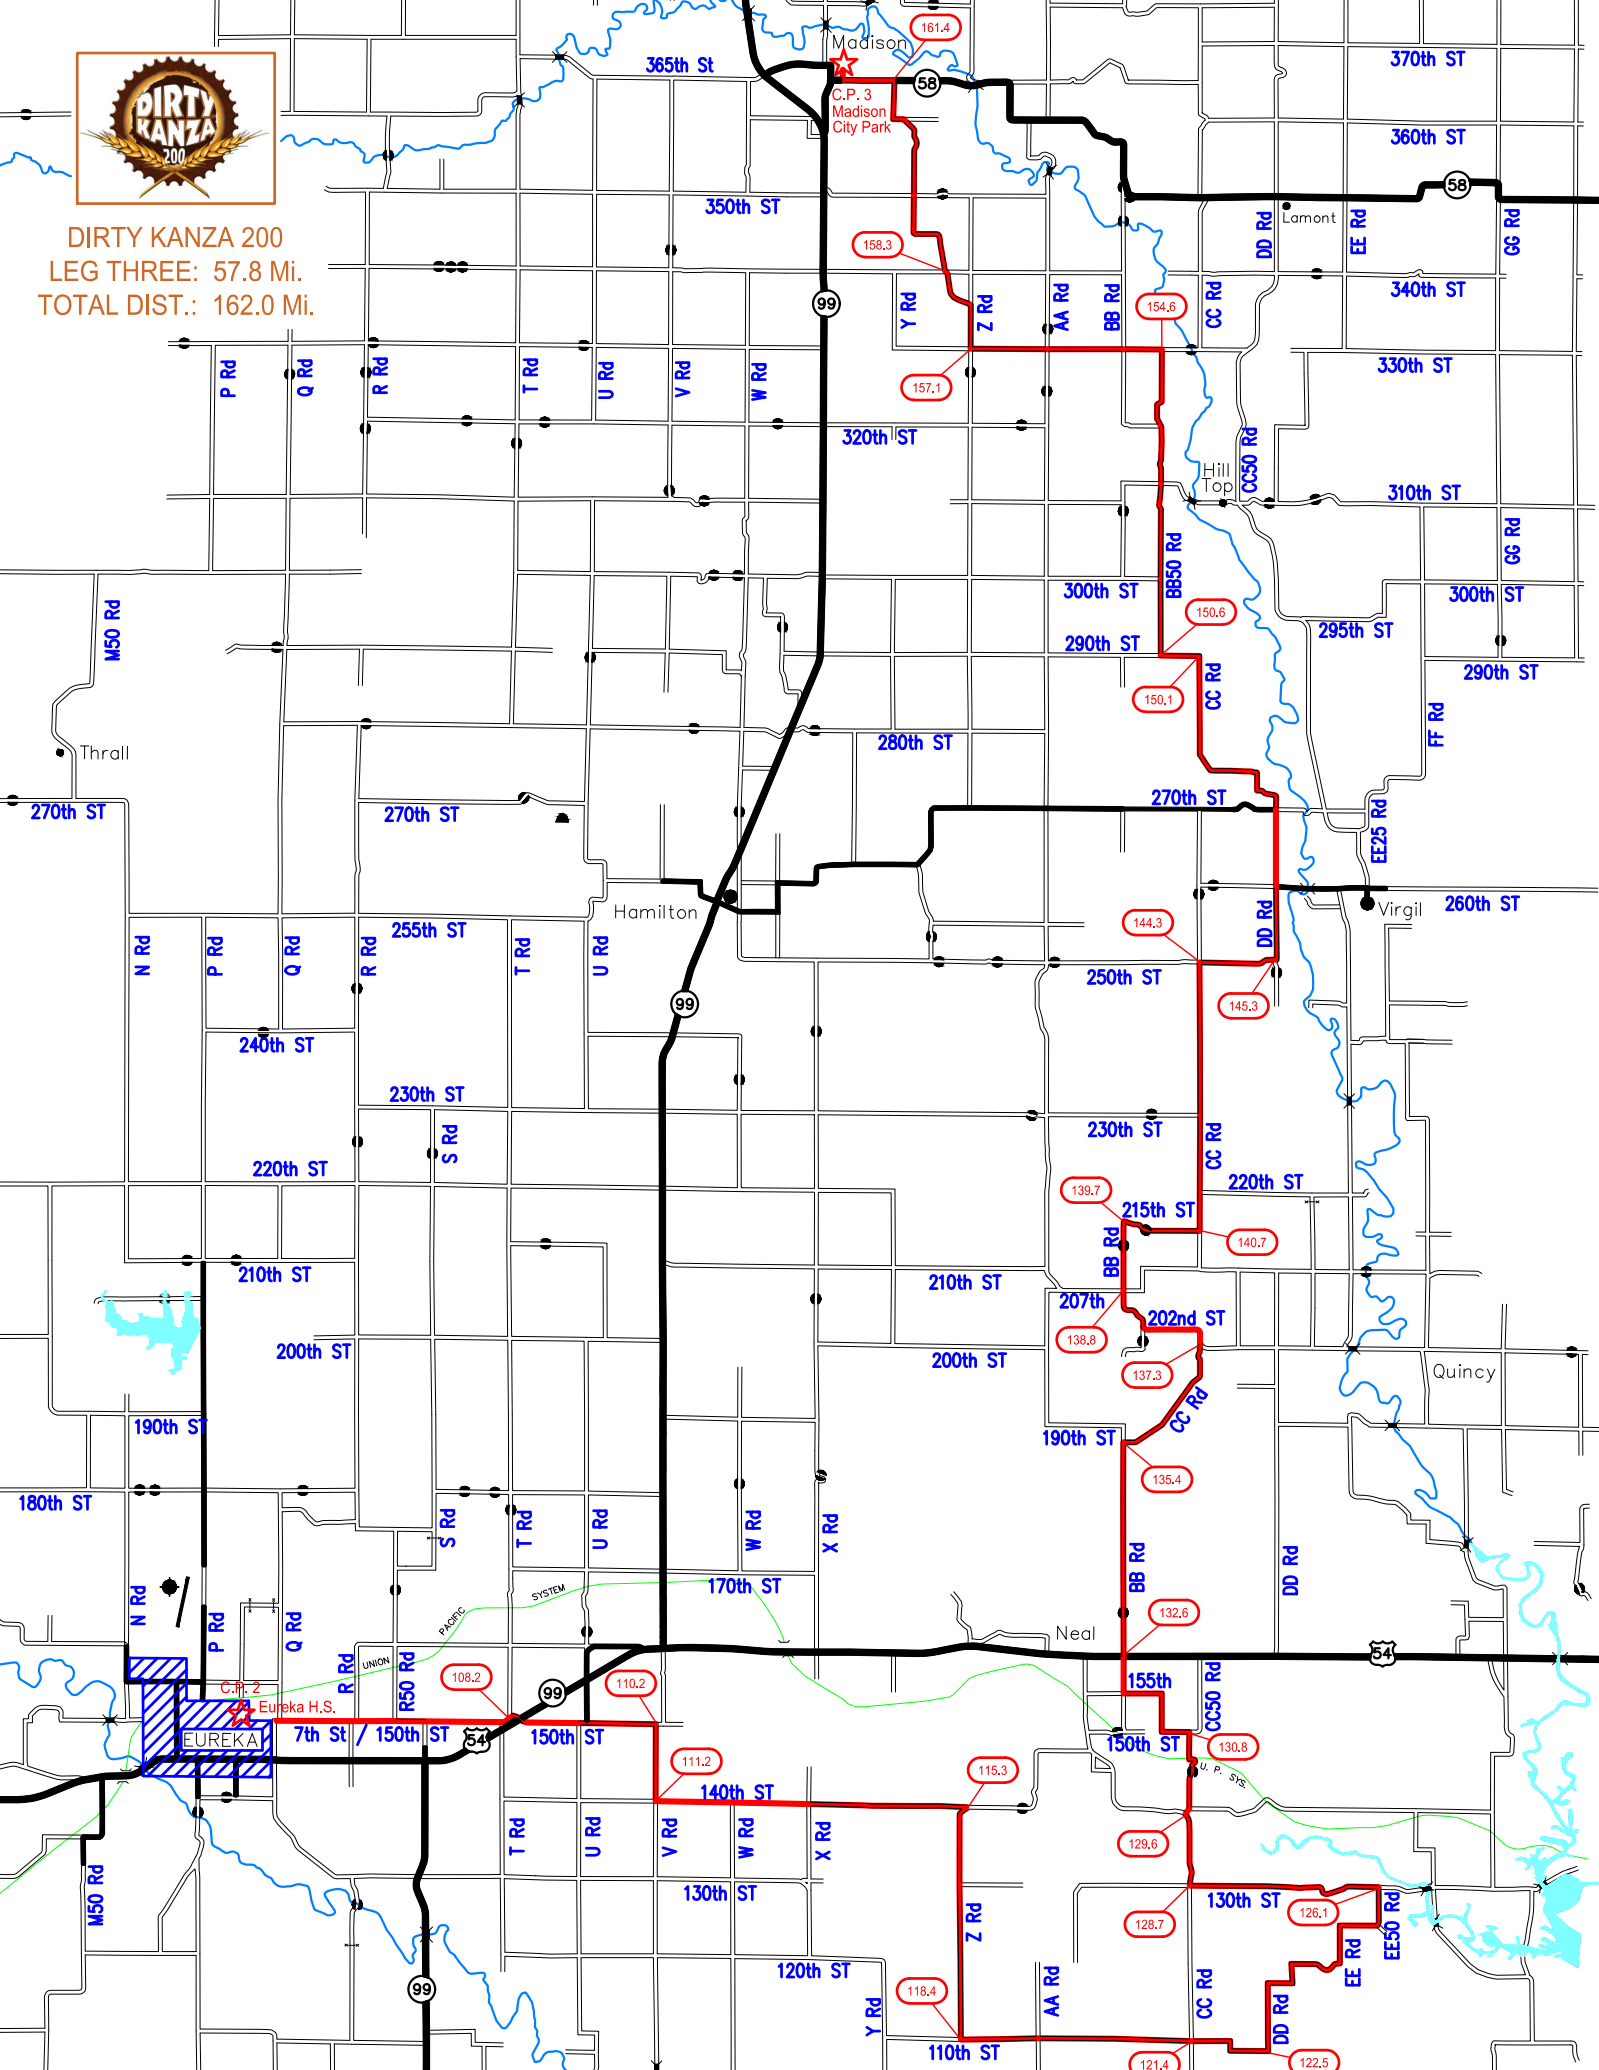 DIRTY
KANZA
200
DIRTY KANZA 200
LEG THREE: 57.8 Mi.
TOTAL DIST.: 162.0 Mi.
Madison
161.4
365th St
58
370th ST
C.P. 3
Madison
City Park
360th ST
58
350th ST
Lamont
DD Rd
EE Rd
GG Rd
158.3
340th ST
99
Y Rd
Z Rd
AA Rd
BB Rd
CC Rd
154.6
330th ST
157.1
P Rd
Q Rd
R Rd
T Rd
U Rd
V Rd
W Rd
320th ST
CC50 Rd
Hill
Top
310th ST
BB50 Rd
GG Rd
300th ST
300th ST
150.6
M50 Rd
295th ST
290th ST
290th ST
CC Rd
150.1
FF Rd
280th ST
Thrall
270th ST
270th ST
270th ST
EE25 Rd
Hamilton
Virgil
260th ST
255th ST
144.3
DD Rd
N Rd
P Rd
Q Rd
R Rd
T Rd
U Rd
250th ST
99
145.3
240th ST
230th ST
230th ST
S Rd
CC Rd
220th ST
220th ST
139.7
215th ST
BB Rd
140.7
210th ST
210th ST
207th
202nd ST
138.8
200th ST
200th ST
137.3
Quincy
CC Rd
190th ST
190th ST
135.4
180th ST
S Rd
T Rd
U Rd
W Rd
X Rd
BB Rd
DD Rd
170th ST
SYSTEM
PACIFIC
UNION
N Rd
P Rd
Q Rd
R Rd
R50 Rd
132.6
Neal
54
155th
CC50 Rd
C.P. 2
Eureka H.S.
108.2
99
110.2
EUREKA
7th St / 150th ST
54
150th ST
150th ST
130.8
111.2
115.3
U. P. SYS.
140th ST
T Rd
U Rd
V Rd
W Rd
X Rd
129.6
M50 Rd
130th ST
130th ST
126.1
Z Rd
128.7
EE50 Rd
120th ST
EE Rd
99
118.4
Y Rd
AA Rd
CC Rd
DD Rd
110th ST
121.4
122.5